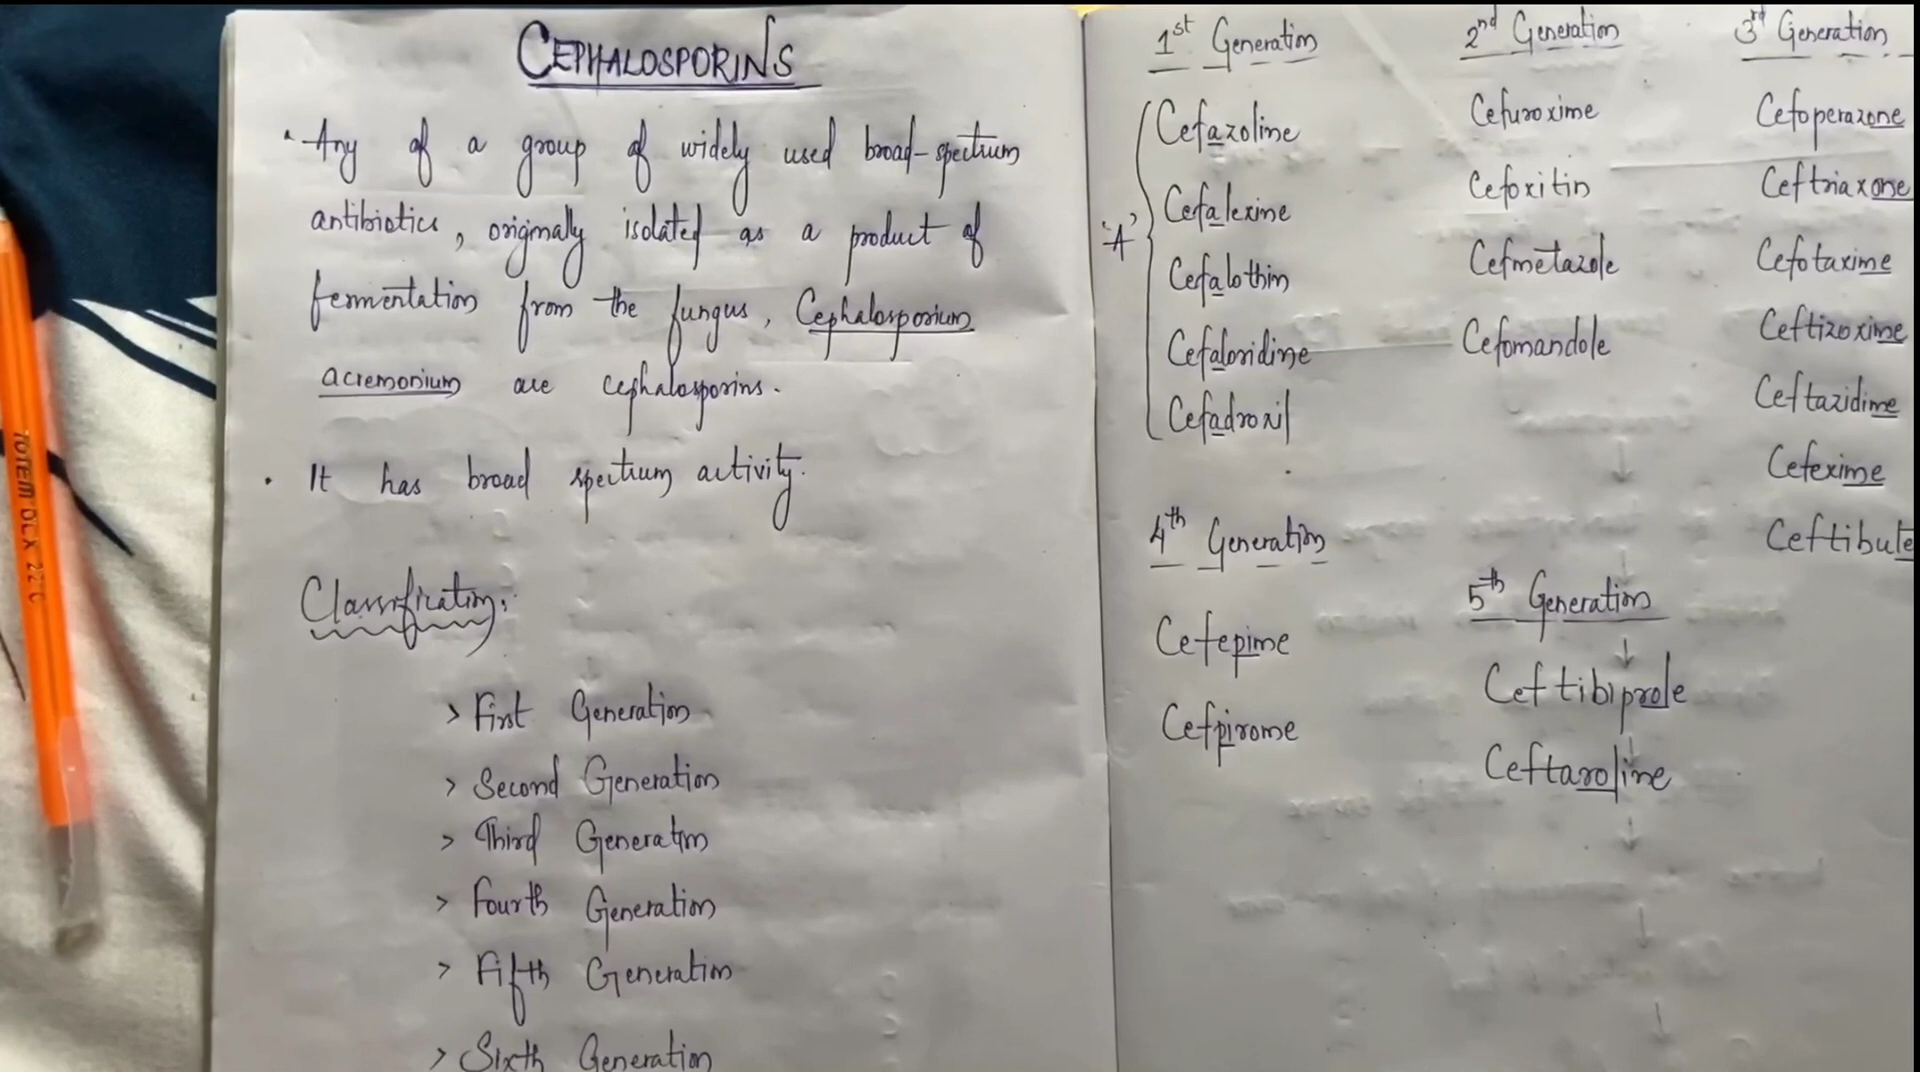 CEPHALOSPORINS
• Any of a group of widely used broad-spectrum
antibiotics, originally isolated as a product of
fermentation from the fungus, Cephalosporium
acremonium are cephalosporins.
• It has broad spectrum activity.
Classification:
> First Generation
> Second Generation
> Third Generation
> Fourth Generation
> Fifth Generation
> Sixth Generation
1st Generation
'A'
Cefazoline
Cefalexine
Cefalothin
Cefaloridine
Cefadroxil
2nd Generation
Cefuroxime
Cefoxitin
Cefmetazole
Cefomandole
3rd Generation
Cefoperazone
Ceftriaxone
Cefotaxime
Ceftizoxime
Ceftazidime
Cefexime
Ceftibute
4th Generation
Cefepime
Cefpirome
5th Generation
Ceftibiprole
Ceftaroline
TOTEM DLX 22 C